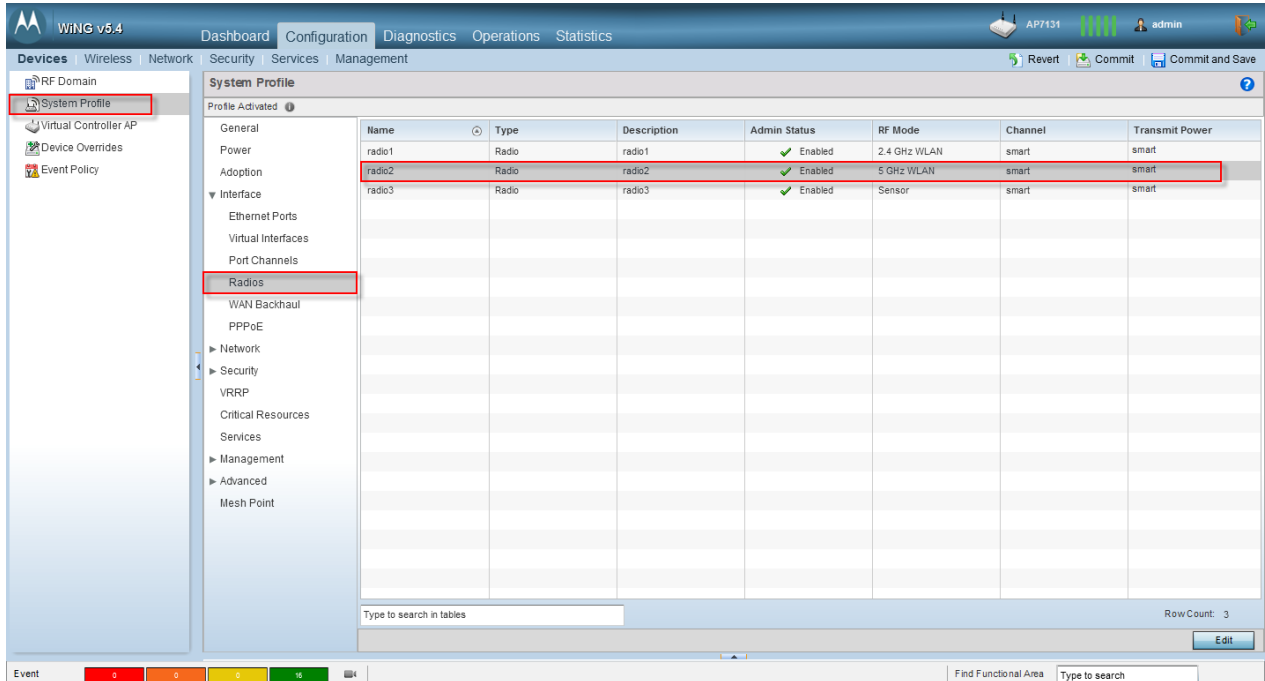 WiNG v5.4
Dashboard Configuration Diagnostics Operations Statistics
AP7131 admin
Devices Wireless Network Security Services Management
Revert Commit Commit and Save
RF Domain
System Profile
Virtual Controller AP
Device Overrides
Event Policy
System Profile
Profile Activated
General
Power
Adoption
Interface
Ethernet Ports
Virtual Interfaces
Port Channels
Radios
WAN Backhaul
PPPoE
Network
Security
VRRP
Critical Resources
Services
Management
Advanced
Mesh Point
Name Type Description Admin Status RF Mode Channel Transmit Power
radio1 Radio radio1 Enabled 2.4 GHz WLAN smart smart
radio2 Radio radio2 Enabled 5 GHz WLAN smart smart
radio3 Radio radio3 Enabled Sensor smart smart
Type to search in tables
Row Count: 3
Edit
Event 0 0 0 16
Find Functional Area Type to search